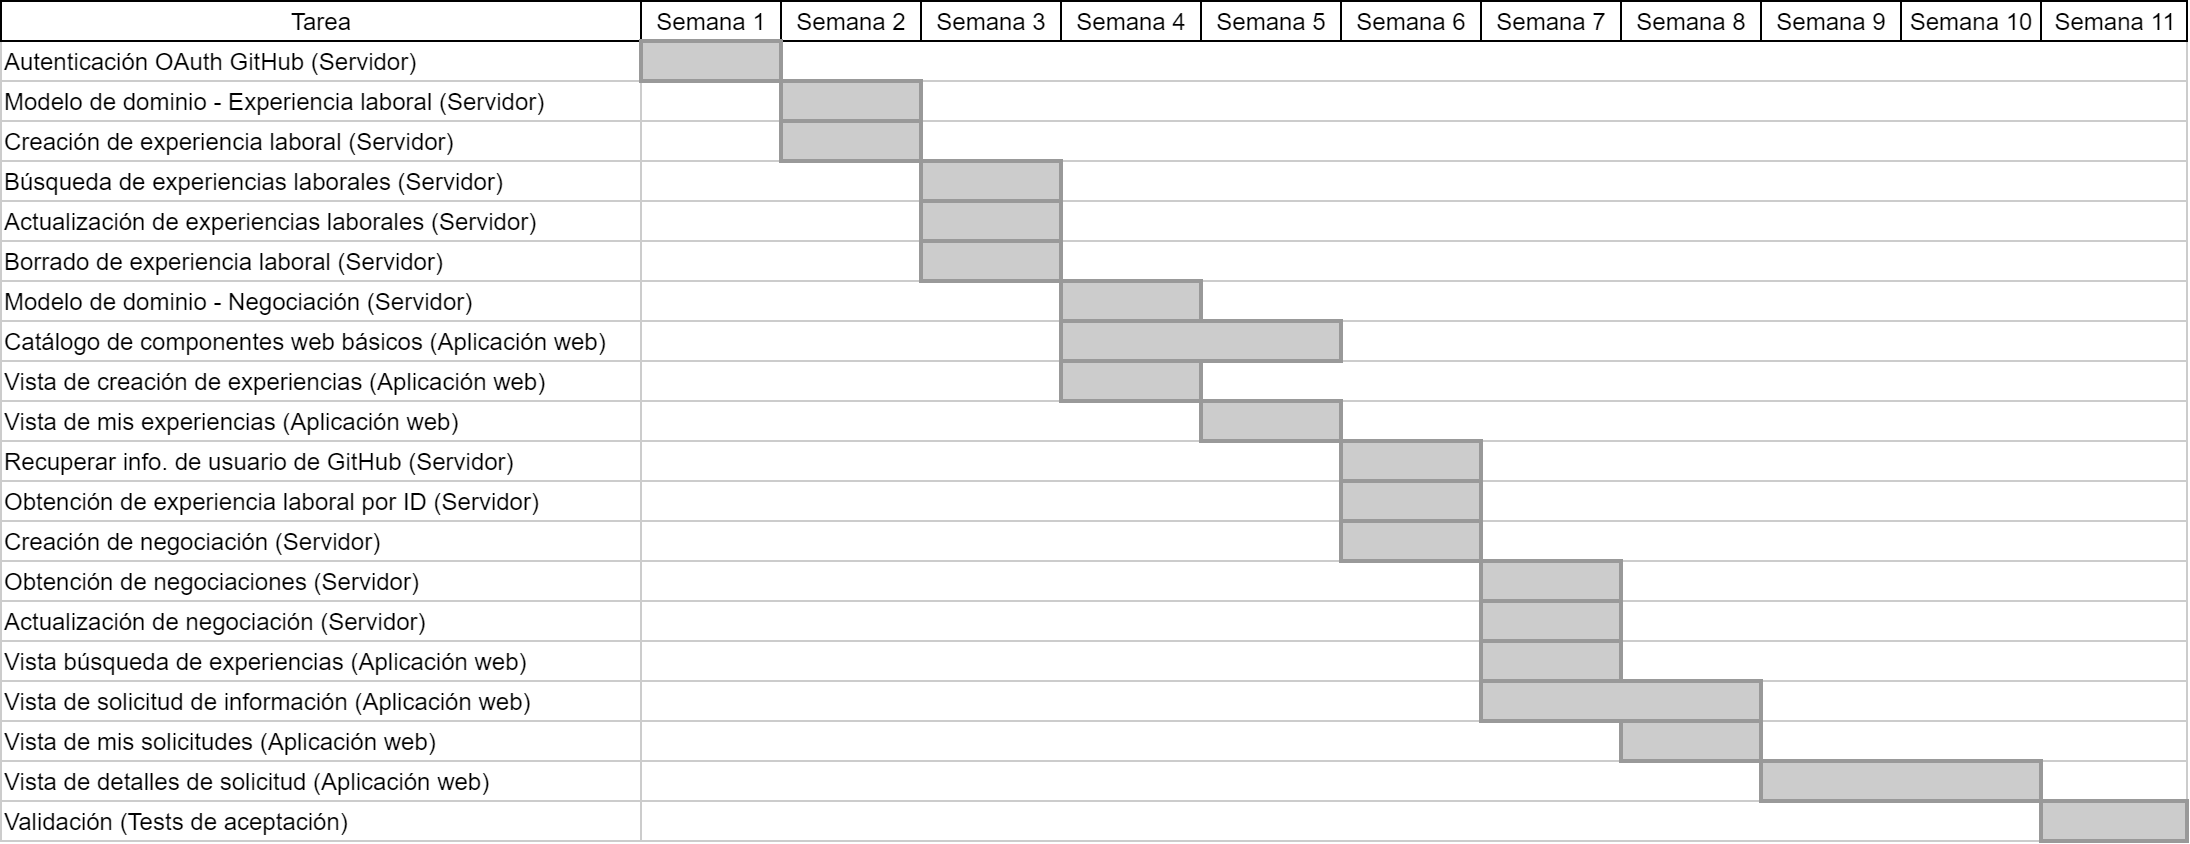 Tarea Semana 1 Semana 2 Semana 3 Semana 4 Semana 5 Semana 6 Semana 7 Semana 8 Semana 9 Semana 10 Semana 11
Autenticación OAuth GitHub (Servidor)
Modelo de dominio - Experiencia laboral (Servidor)
Creación de experiencia laboral (Servidor)
Búsqueda de experiencias laborales (Servidor)
Actualización de experiencias laborales (Servidor)
Borrado de experiencia laboral (Servidor)
Modelo de dominio - Negociación (Servidor)
Catálogo de componentes web básicos (Aplicación web)
Vista de creación de experiencias (Aplicación web)
Vista de mis experiencias (Aplicación web)
Recuperar info. de usuario de GitHub (Servidor)
Obtención de experiencia laboral por ID (Servidor)
Creación de negociación (Servidor)
Obtención de negociaciones (Servidor)
Actualización de negociación (Servidor)
Vista búsqueda de experiencias (Aplicación web)
Vista de solicitud de información (Aplicación web)
Vista de mis solicitudes (Aplicación web)
Vista de detalles de solicitud (Aplicación web)
Validación (Tests de aceptación)